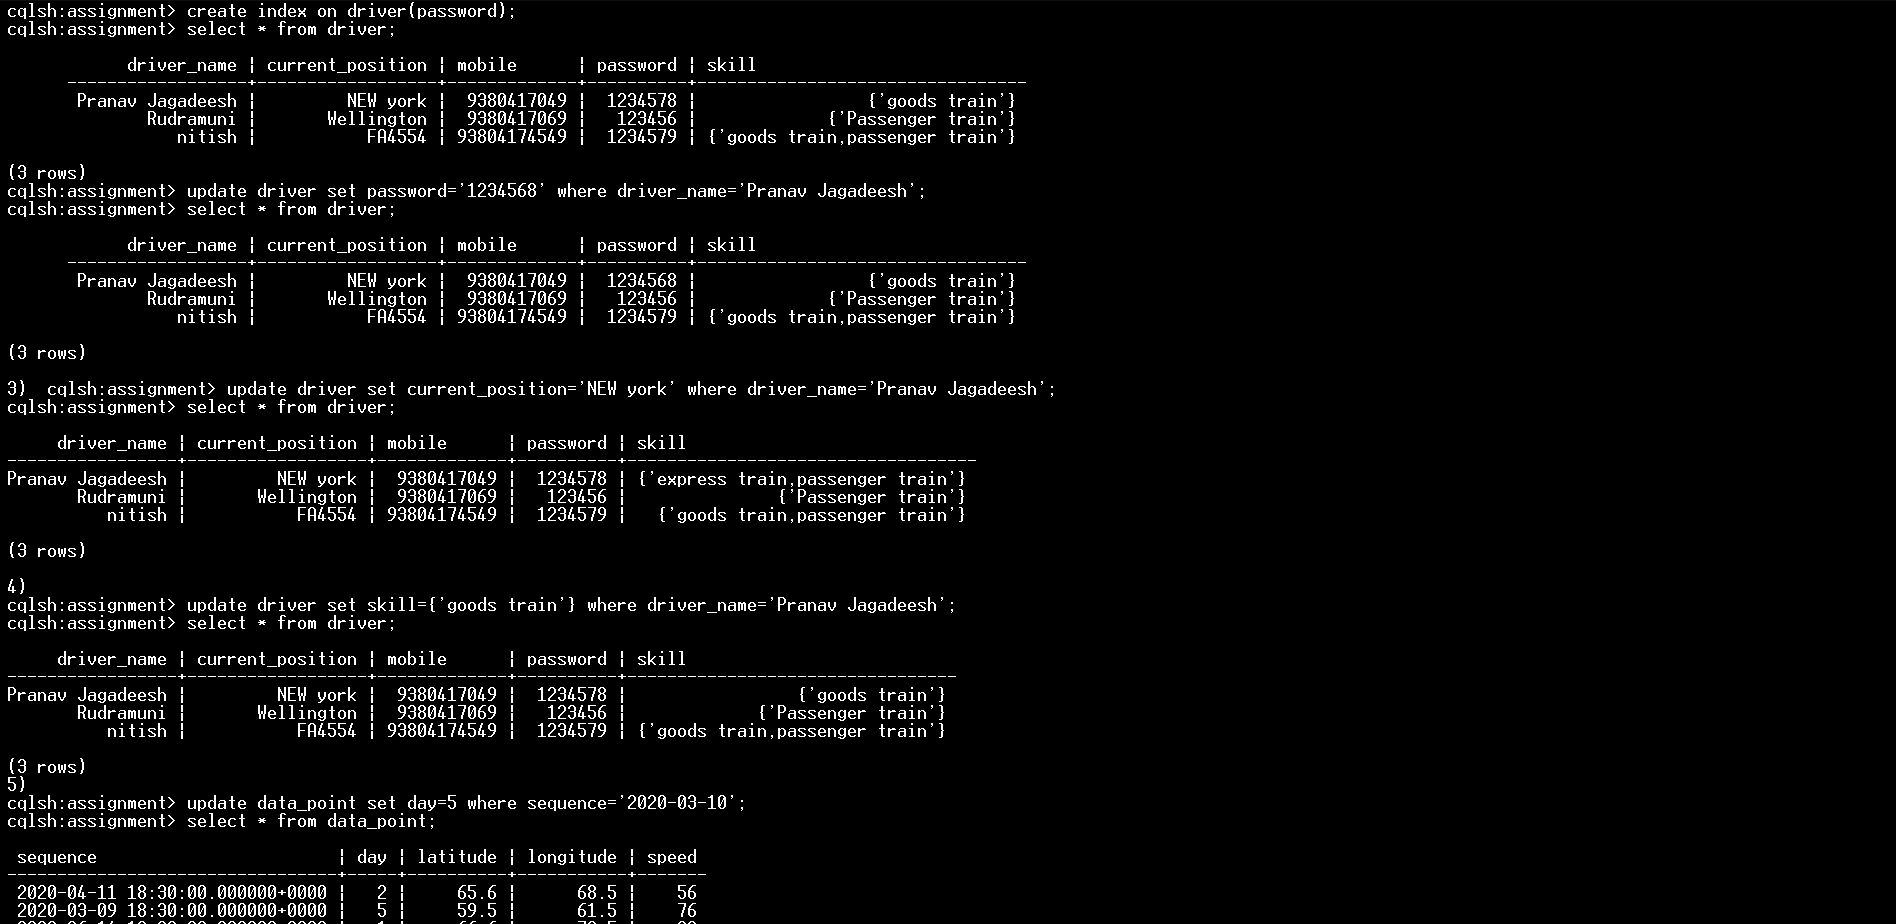 cqlsh:assignment> create index on driver(password);
cqlsh:assignment> select * from driver;
driver_name | current_position | mobile | password | skill
------------------+------------------+-------------+----------+---------------------------------
Pranav Jagadeesh | NEW york | 9380417049 | 1234578 | {'goods train'}
Rudramuni | Wellington | 9380417069 | 123456 | {'Passenger train'}
nitish | FA4554 | 93804174549 | 1234579 | {'goods train,passenger train'}
(3 rows)
cqlsh:assignment> update driver set password='1234568' where driver_name='Pranav Jagadeesh';
cqlsh:assignment> select * from driver;
driver_name | current_position | mobile | password | skill
------------------+------------------+-------------+----------+---------------------------------
Pranav Jagadeesh | NEW york | 9380417049 | 1234568 | {'goods train'}
Rudramuni | Wellington | 9380417069 | 123456 | {'Passenger train'}
nitish | FA4554 | 93804174549 | 1234579 | {'goods train,passenger train'}
(3 rows)
3) cqlsh:assignment> update driver set current_position='NEW york' where driver_name='Pranav Jagadeesh';
cqlsh:assignment> select * from driver;
driver_name | current_position | mobile | password | skill
-----------------+------------------+-------------+----------+-----------------------------------
Pranav Jagadeesh | NEW york | 9380417049 | 1234578 | {'express train,passenger train'}
Rudramuni | Wellington | 9380417069 | 123456 | {'Passenger train'}
nitish | FA4554 | 93804174549 | 1234579 | {'goods train,passenger train'}
(3 rows)
4)
cqlsh:assignment> update driver set skill={'goods train'} where driver_name='Pranav Jagadeesh';
cqlsh:assignment> select * from driver;
driver_name | current_position | mobile | password | skill
-----------------+------------------+-------------+----------+---------------------------------
Pranav Jagadeesh | NEW york | 9380417049 | 1234578 | {'goods train'}
Rudramuni | Wellington | 9380417069 | 123456 | {'Passenger train'}
nitish | FA4554 | 93804174549 | 1234579 | {'goods train,passenger train'}
(3 rows)
5)
cqlsh:assignment> update data_point set day=5 where sequence='2020-03-10';
cqlsh:assignment> select * from data_point;
sequence | day | latitude | longitude | speed
---------------------------------+-----+----------+-----------+-------
2020-04-11 18:30:00.000000+0000 | 2 | 65.6 | 68.5 | 56
2020-03-09 18:30:00.000000+0000 | 5 | 59.5 | 61.5 | 76